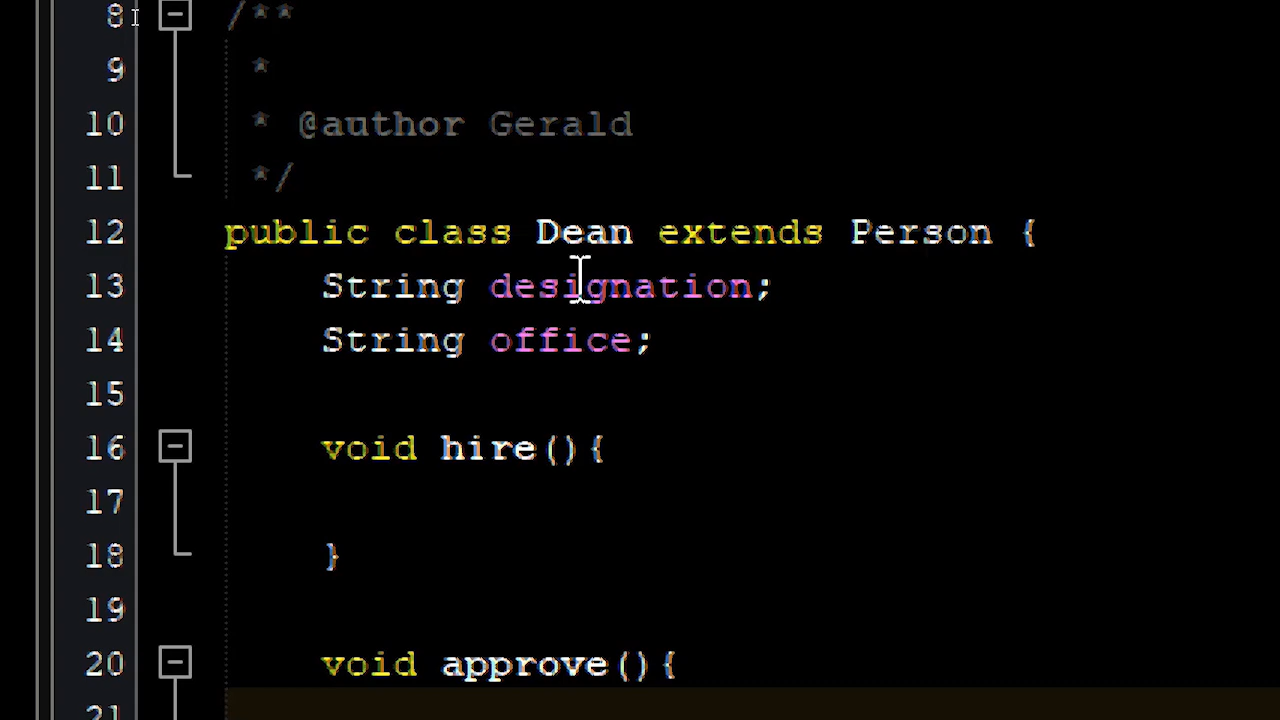 8 /**
9 *
10 * @author Gerald
11 */
12 public class Dean extends Person {
13 String designation;
14 String office;
15
16 void hire(){
17
18 }
19
20 void approve(){
21